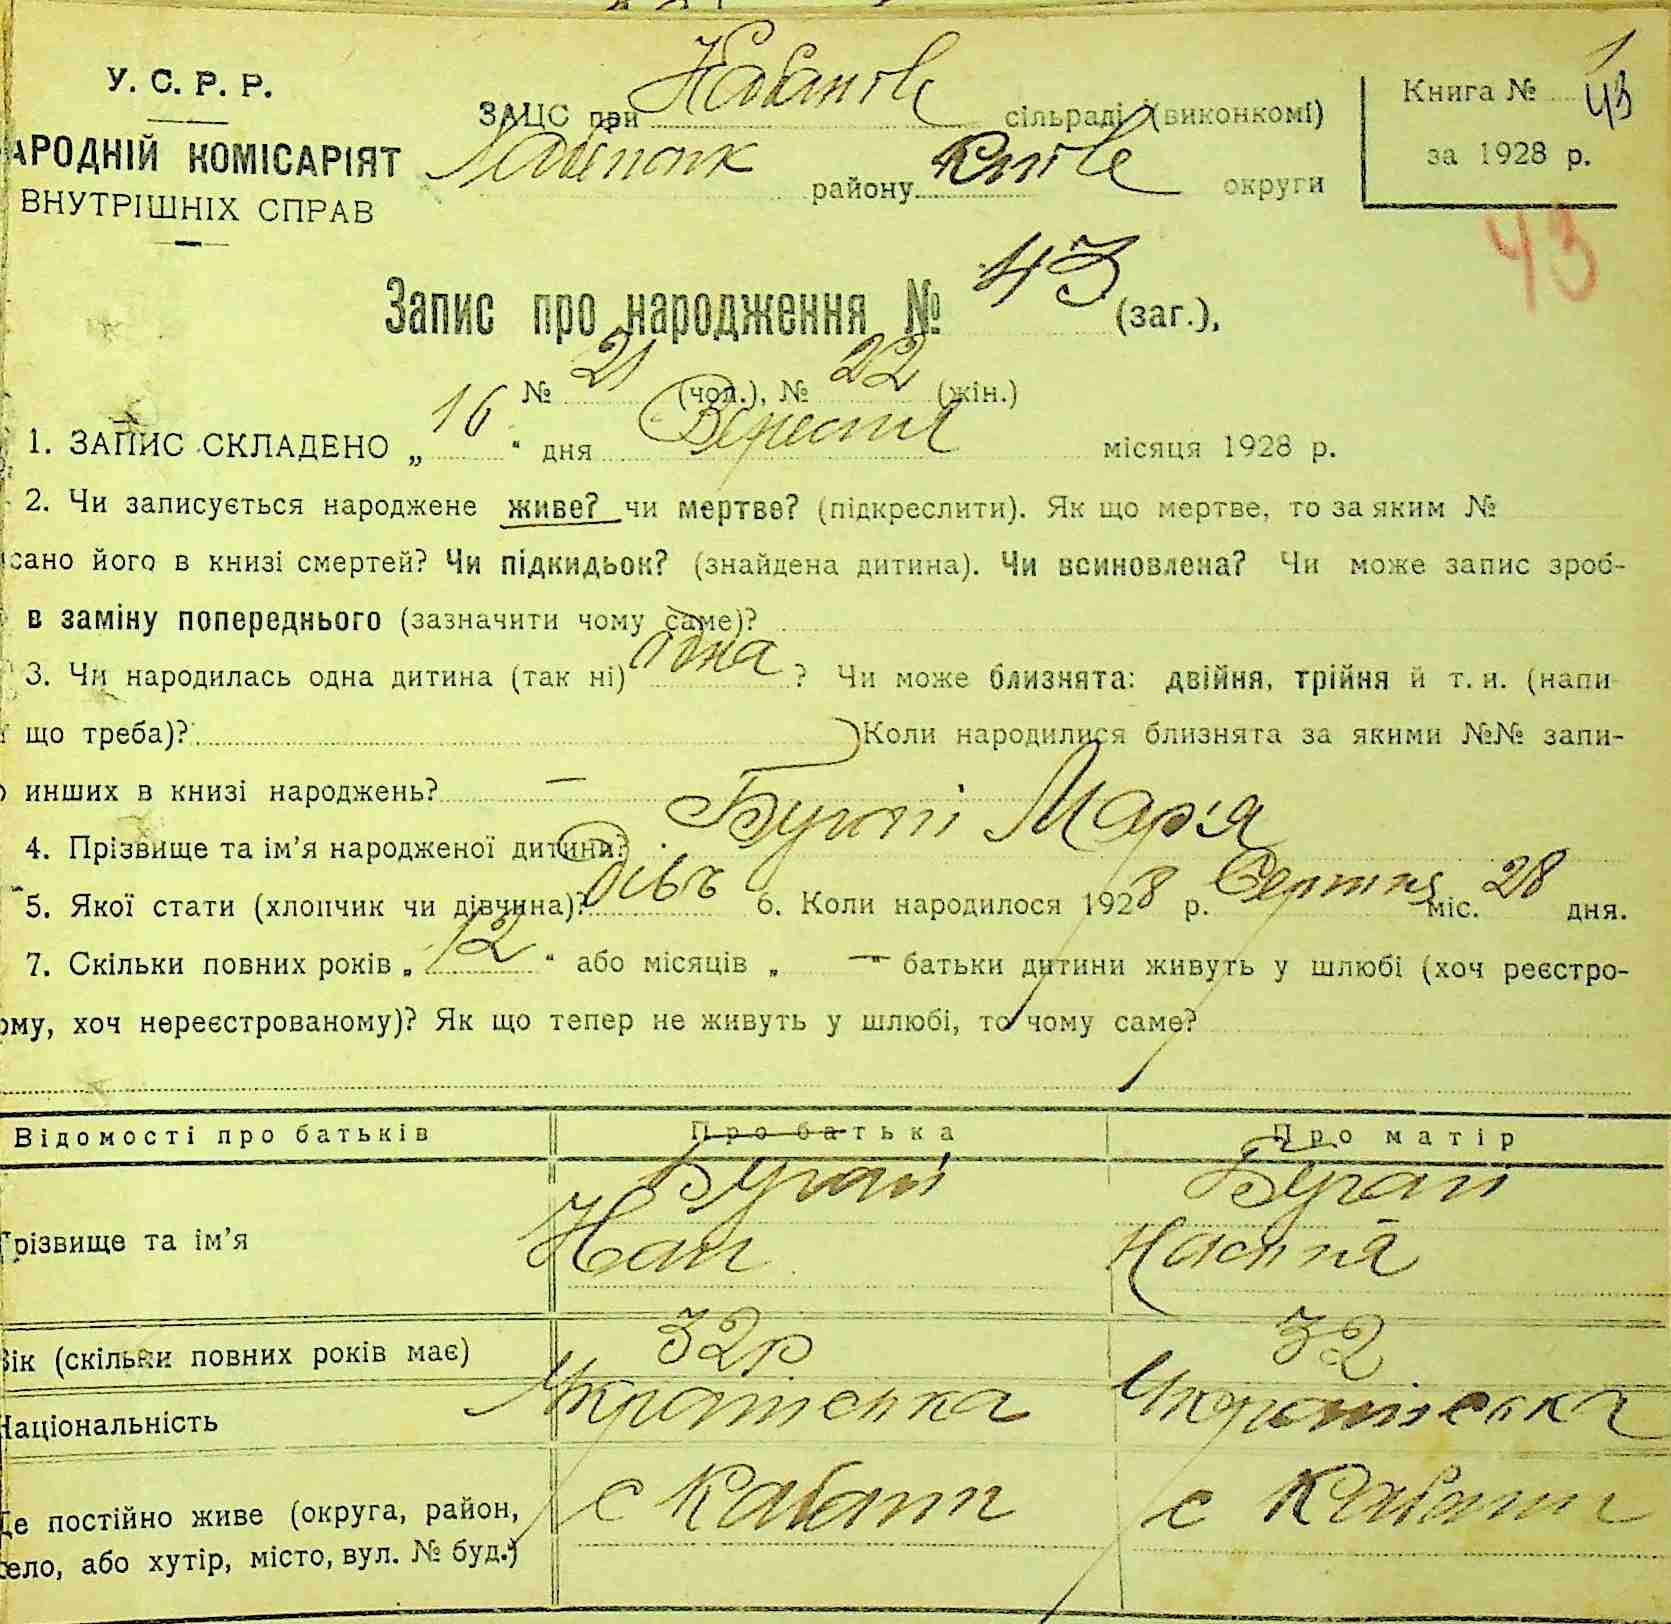 У. С. Р. Р.
АРОДНІЙ КОМІСАРІЯТ
ВНУТРІШНІХ СПРАВ
ЗАЦС при сільраді (виконкомі)
району округи
Книга № 43
за 1928 р.
43
Запис про народження № 43 (заг.),
№ 21 (чол.), № 22 (жін.)
1. ЗАПИС СКЛАДЕНО „ 16 “ дня Вересня місяця 1928 р.
2. Чи записується народжене живе? чи мертве? (підкреслити). Як що мертве, то за яким №
сано його в книзі смертей? Чи підкидьок? (знайдена дитина). Чи всиновлена? Чи може запис зроб-
в заміну попереднього (зазначити чому саме)?
3. Чи народилась одна дитина (так ні) одна ? Чи може близнята: двійня, трійня й т. и. (напи
що треба)? Коли народилися близнята за якими №№ запи-
инших в книзі народжень? —
4. Прізвище та ім’я народженої дитини? Бугай Марія
5. Якої стати (хлопчик чи дівчина)? дівч 6. Коли народилося 1928 р. Серпня міс. 28 дня.
7. Скільки повних років „ 12 “ або місяців „ — “ батьки дитини живуть у шлюбі (хоч реєстро-
ому, хоч нереєстрованому)? Як що тепер не живуть у шлюбі, то чому саме?
Відомості про батьків Про батька Про матір
Прізвище та ім’я Бугай Бугай
Вік (скільки повних років має) 32р 32
Національність Українська Українська
Де постійно живе (округа, район, с Кабани с Кабани
село, або хутір, місто, вул. № буд.)